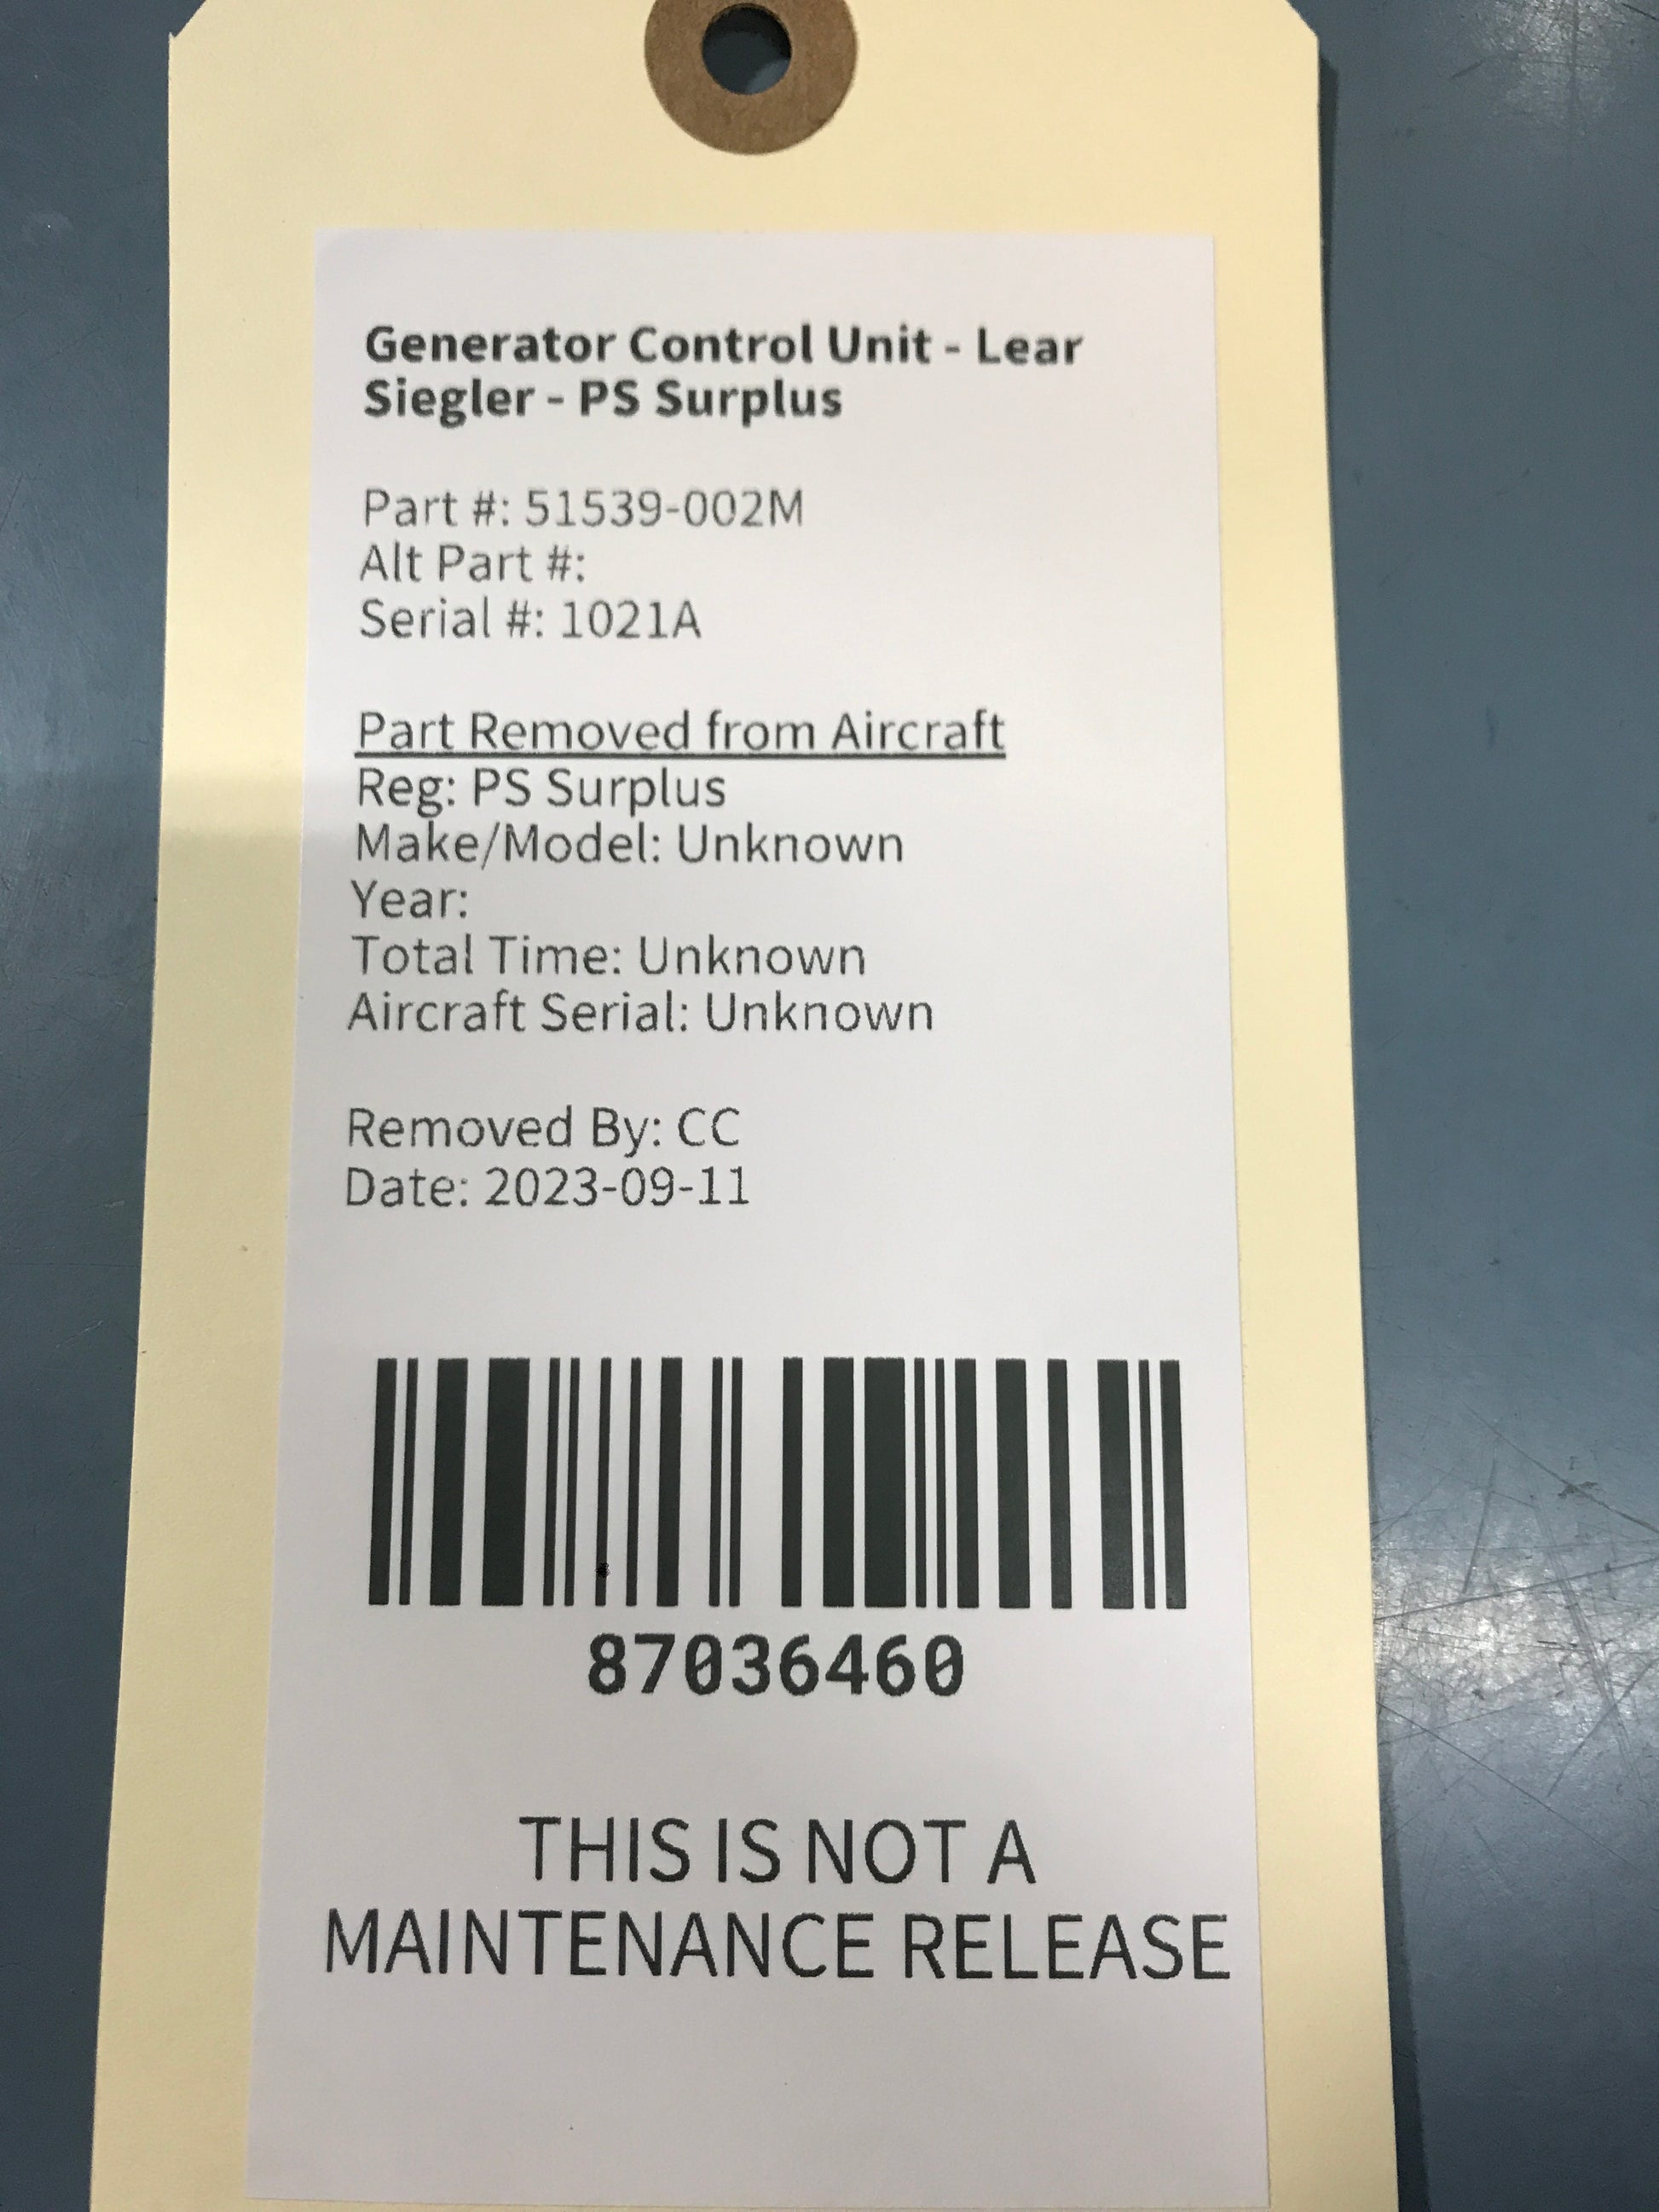 Generator Control Unit - Lear
Siegler - PS Surplus
Part #: 51539-002M
Alt Part #:
Serial #: 1021A
Part Removed from Aircraft
Reg: PS Surplus
Make/Model: Unknown
Year:
Total Time: Unknown
Aircraft Serial: Unknown
Removed By: CC
Date: 2023-09-11
87036460
THIS IS NOT A
MAINTENANCE RELEASE